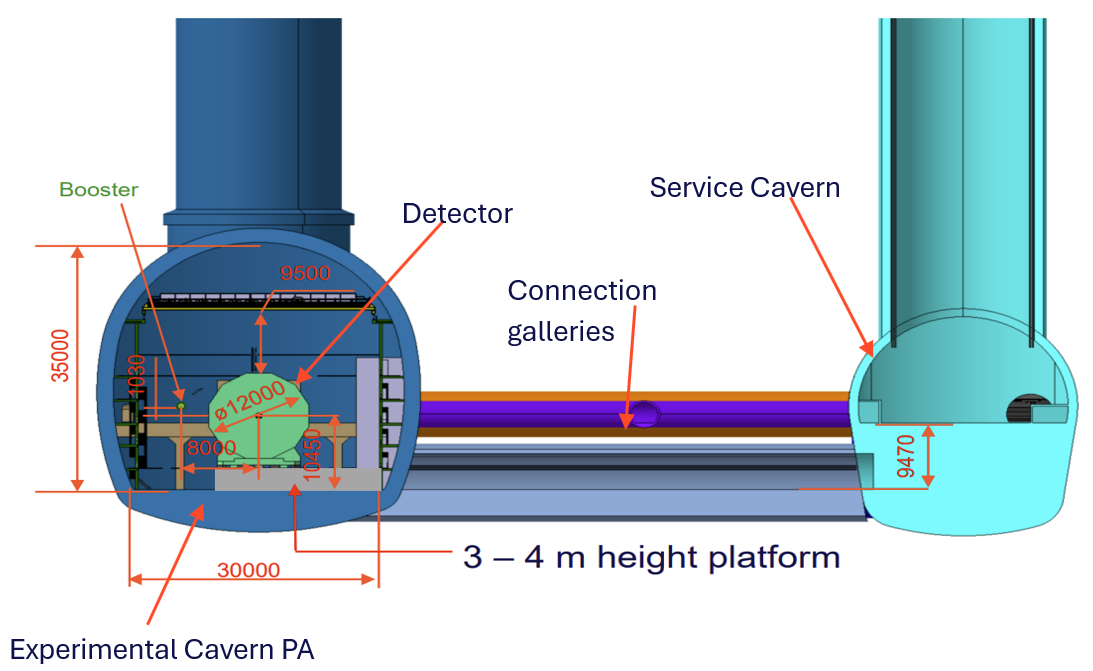 Booster
Detector
Service Cavern
9500
Connection
galleries
35000
1030
ø12000
8000
10450
9470
3 – 4 m height platform
30000
Experimental Cavern PA